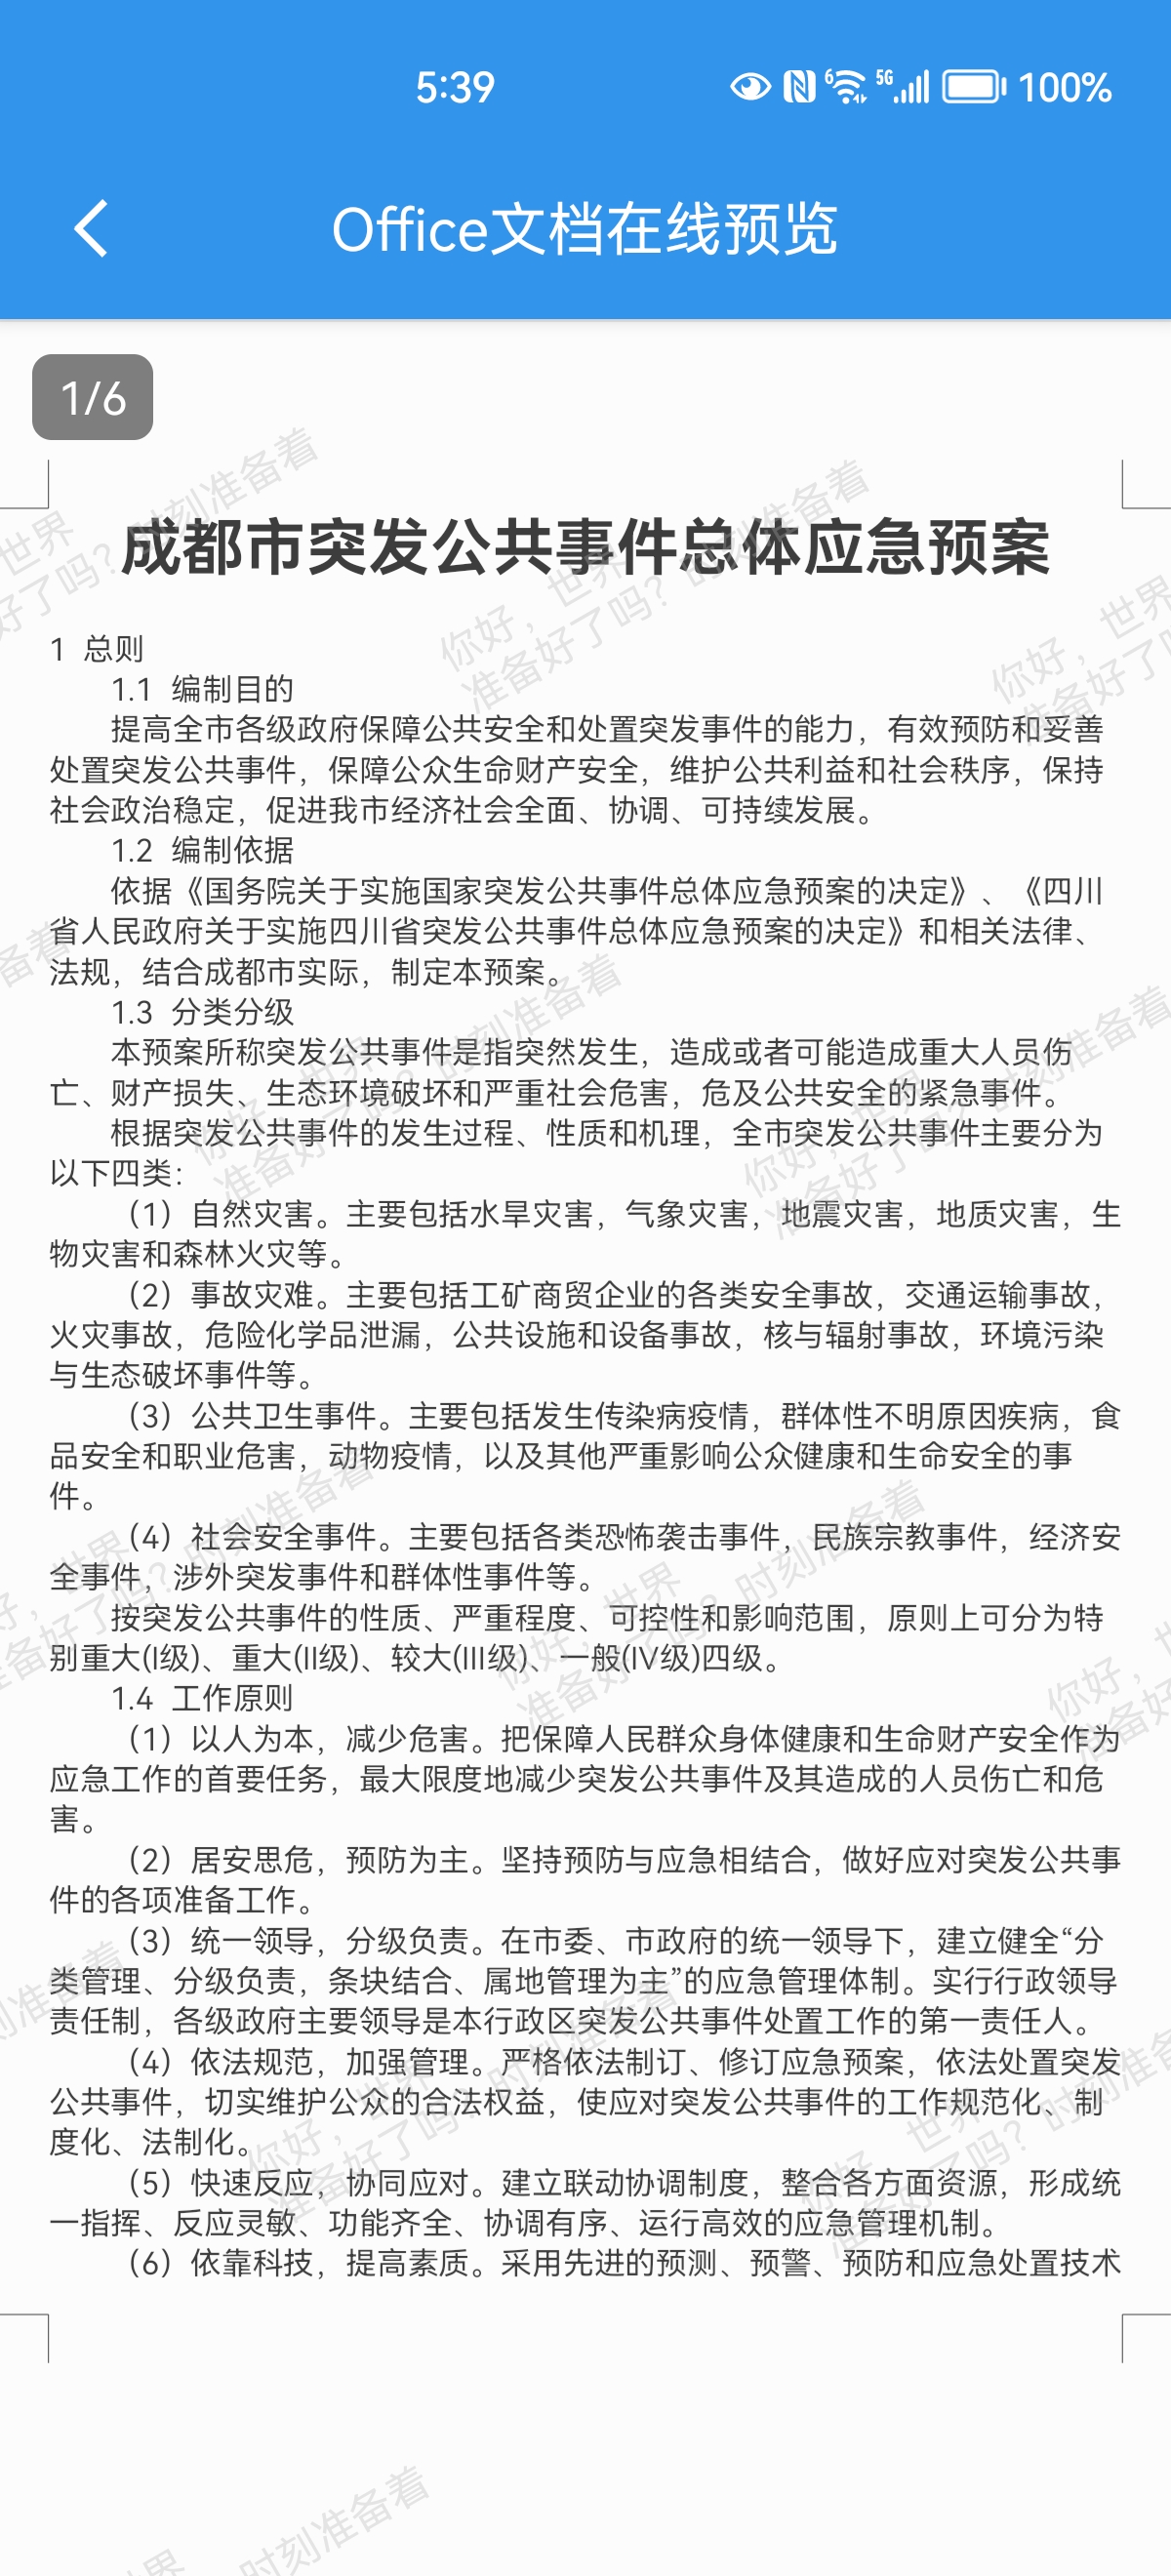 5:39
6 5G 100%
Office文档在线预览
1/6
成都市突发公共事件总体应急预案
1 总则
1.1 编制目的
提高全市各级政府保障公共安全和处置突发事件的能力，有效预防和妥善
处置突发公共事件，保障公众生命财产安全，维护公共利益和社会秩序，保持
社会政治稳定，促进我市经济社会全面、协调、可持续发展。
1.2 编制依据
依据《国务院关于实施国家突发公共事件总体应急预案的决定》、《四川
省人民政府关于实施四川省突发公共事件总体应急预案的决定》和相关法律、
法规，结合成都市实际，制定本预案。
1.3 分类分级
本预案所称突发公共事件是指突然发生，造成或者可能造成重大人员伤
亡、财产损失、生态环境破坏和严重社会危害，危及公共安全的紧急事件。
根据突发公共事件的发生过程、性质和机理，全市突发公共事件主要分为
以下四类：
（1）自然灾害。主要包括水旱灾害，气象灾害，地震灾害，地质灾害，生
物灾害和森林火灾等。
（2）事故灾难。主要包括工矿商贸企业的各类安全事故，交通运输事故，
火灾事故，危险化学品泄漏，公共设施和设备事故，核与辐射事故，环境污染
与生态破坏事件等。
（3）公共卫生事件。主要包括发生传染病疫情，群体性不明原因疾病，食
品安全和职业危害，动物疫情，以及其他严重影响公众健康和生命安全的事
件。
（4）社会安全事件。主要包括各类恐怖袭击事件，民族宗教事件，经济安
全事件，涉外突发事件和群体性事件等。
按突发公共事件的性质、严重程度、可控性和影响范围，原则上可分为特
别重大(I级)、重大(II级)、较大(III级)、一般(IV级)四级。
1.4 工作原则
（1）以人为本，减少危害。把保障人民群众身体健康和生命财产安全作为
应急工作的首要任务，最大限度地减少突发公共事件及其造成的人员伤亡和危
害。
（2）居安思危，预防为主。坚持预防与应急相结合，做好应对突发公共事
件的各项准备工作。
（3）统一领导，分级负责。在市委、市政府的统一领导下，建立健全“分
类管理、分级负责，条块结合、属地管理为主”的应急管理体制。实行行政领导
责任制，各级政府主要领导是本行政区突发公共事件处置工作的第一责任人。
（4）依法规范，加强管理。严格依法制订、修订应急预案，依法处置突发
公共事件，切实维护公众的合法权益，使应对突发公共事件的工作规范化、制
度化、法制化。
（5）快速反应，协同应对。建立联动协调制度，整合各方面资源，形成统
一指挥、反应灵敏、功能齐全、协调有序、运行高效的应急管理机制。
（6）依靠科技，提高素质。采用先进的预测、预警、预防和应急处置技术
你好，世界
准备好了吗？时刻准备着